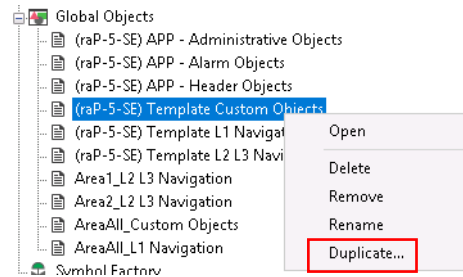 Global Objects
(raP-5-SE) APP - Administrative Objects
(raP-5-SE) APP - Alarm Objects
(raP-5-SE) APP - Header Objects
(raP-5-SE) Template Custom Objects
(raP-5-SE) Template L1 Navigat
Open
(raP-5-SE) Template L2 L3 Navi
Delete
Area1_L2 L3 Navigation
Remove
Area2_L2 L3 Navigation
Rename
AreaAll_Custom Objects
AreaAll_L1 Navigation
Duplicate...
Symbol Factory